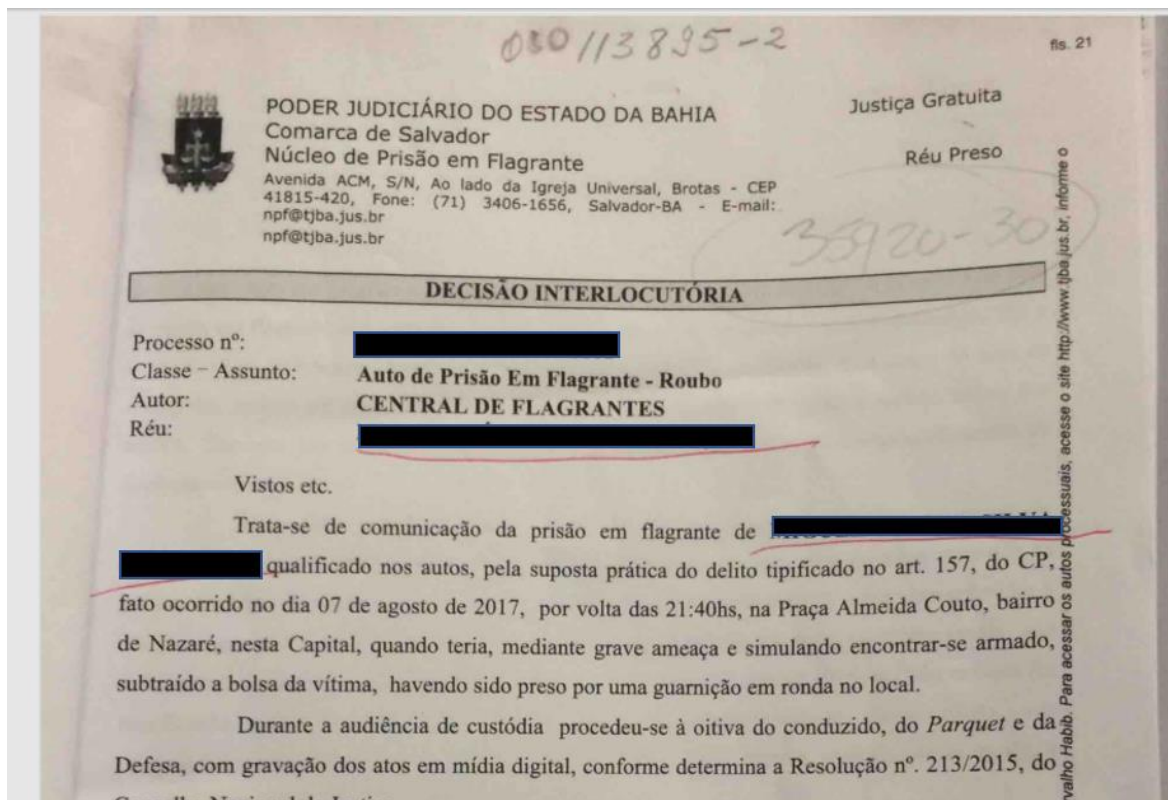 080113895-2
fls. 21
PODER JUDICIÁRIO DO ESTADO DA BAHIA
Comarca de Salvador
Núcleo de Prisão em Flagrante
Avenida ACM, S/N, Ao lado da Igreja Universal, Brotas - CEP
41815-420, Fone: (71) 3406-1656, Salvador-BA - E-mail:
npf@tjba.jus.br
npf@tjba.jus.br
Justiça Gratuita
Réu Preso
35920-30
DECISÃO INTERLOCUTÓRIA
Processo nº:
Classe – Assunto: Auto de Prisão Em Flagrante - Roubo
Autor: CENTRAL DE FLAGRANTES
Réu:
Vistos etc.
Trata-se de comunicação da prisão em flagrante de
qualificado nos autos, pela suposta prática do delito tipificado no art. 157, do CP,
fato ocorrido no dia 07 de agosto de 2017, por volta das 21:40hs, na Praça Almeida Couto, bairro
de Nazaré, nesta Capital, quando teria, mediante grave ameaça e simulando encontrar-se armado,
subtraído a bolsa da vítima, havendo sido preso por uma guarnição em ronda no local.
Durante a audiência de custódia procedeu-se à oitiva do conduzido, do Parquet e da
Defesa, com gravação dos atos em mídia digital, conforme determina a Resolução nº. 213/2015, do
Habib. Para acessar os autos processuais, acesse o site http://www.tjba.jus.br, informe o